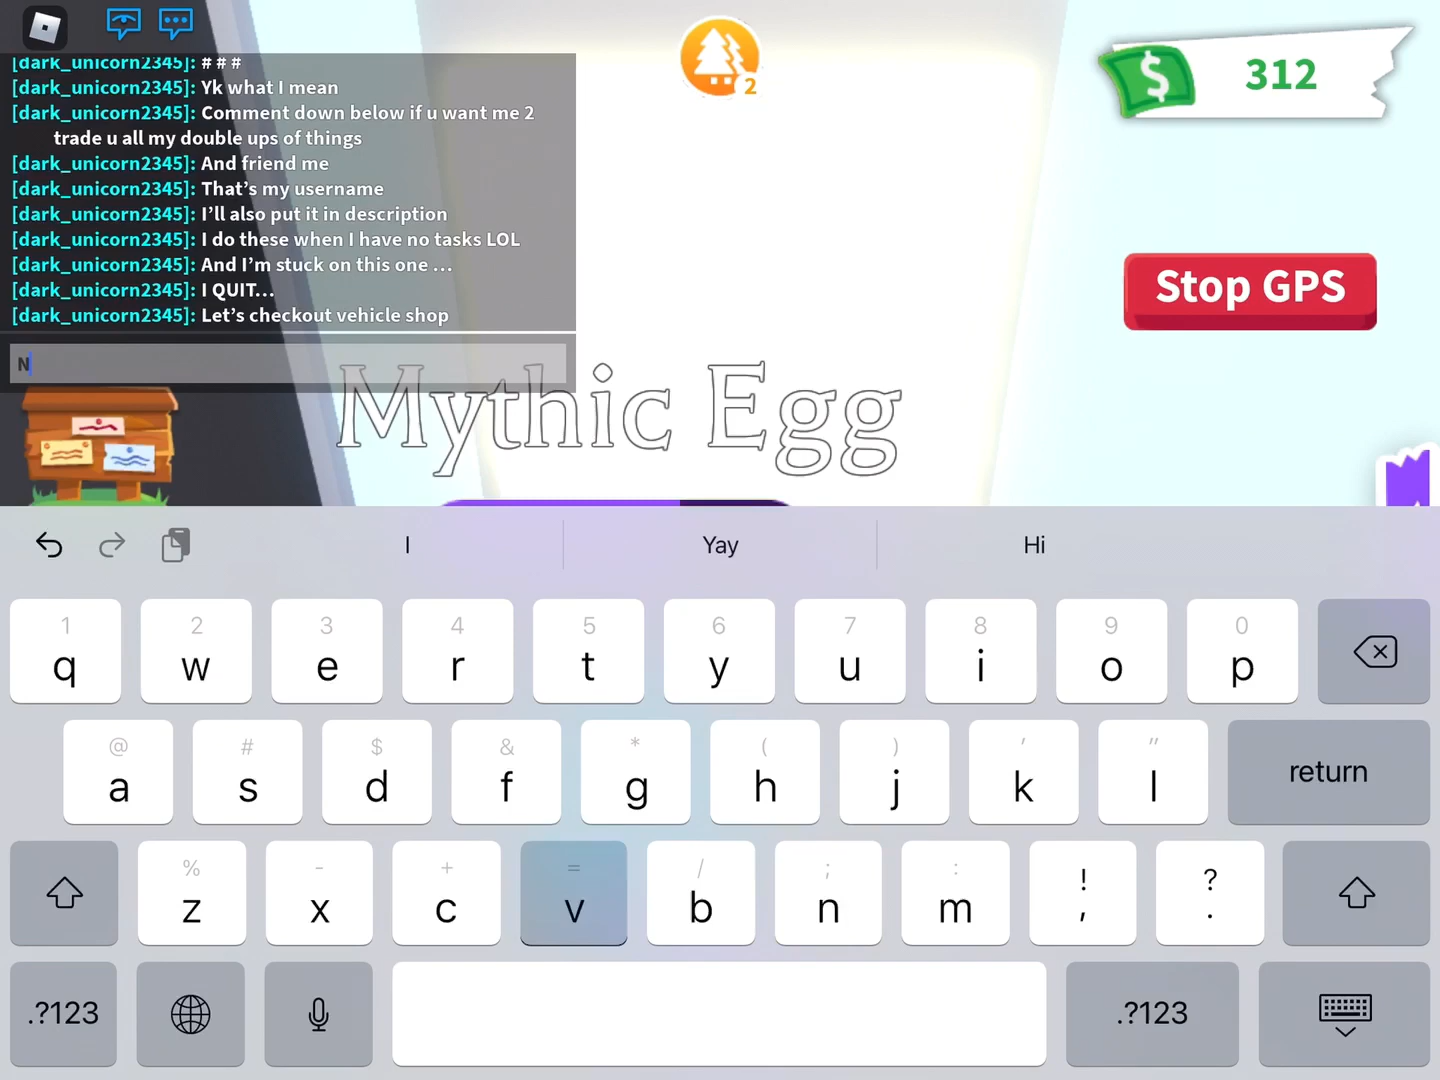 [dark_unicorn2345]: # # #
[dark_unicorn2345]: Yk what I mean
[dark_unicorn2345]: Comment down below if u want me 2
trade u all my double ups of things
[dark_unicorn2345]: And friend me
[dark_unicorn2345]: That’s my username
[dark_unicorn2345]: I’ll also put it in description
[dark_unicorn2345]: I do these when I have no tasks LOL
[dark_unicorn2345]: And I’m stuck on this one ...
[dark_unicorn2345]: I QUIT...
[dark_unicorn2345]: Let’s checkout vehicle shop
N
2
$ 312
Stop GPS
Mythic Egg
I Yay Hi
1 2 3 4 5 6 7 8 9 0
q w e r t y u i o p
@ # $ & * ( ) ' "
a s d f g h j k l return
% - + = / ; : ! ?
z x c v b n m , .
.?123 .?123